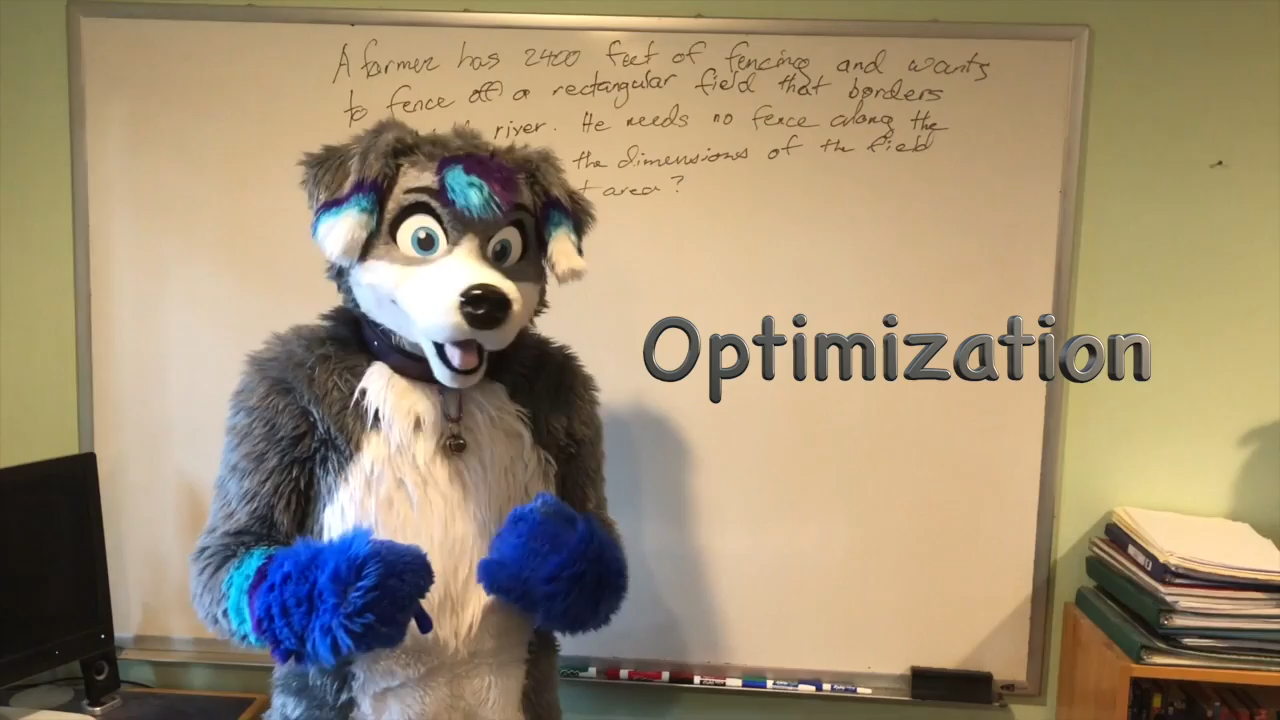 A farmer has 2400 feet of fencing and wants
to fence off a rectangular field that borders
river. He needs no fence along the
the dimensions of the field
area?
Optimization